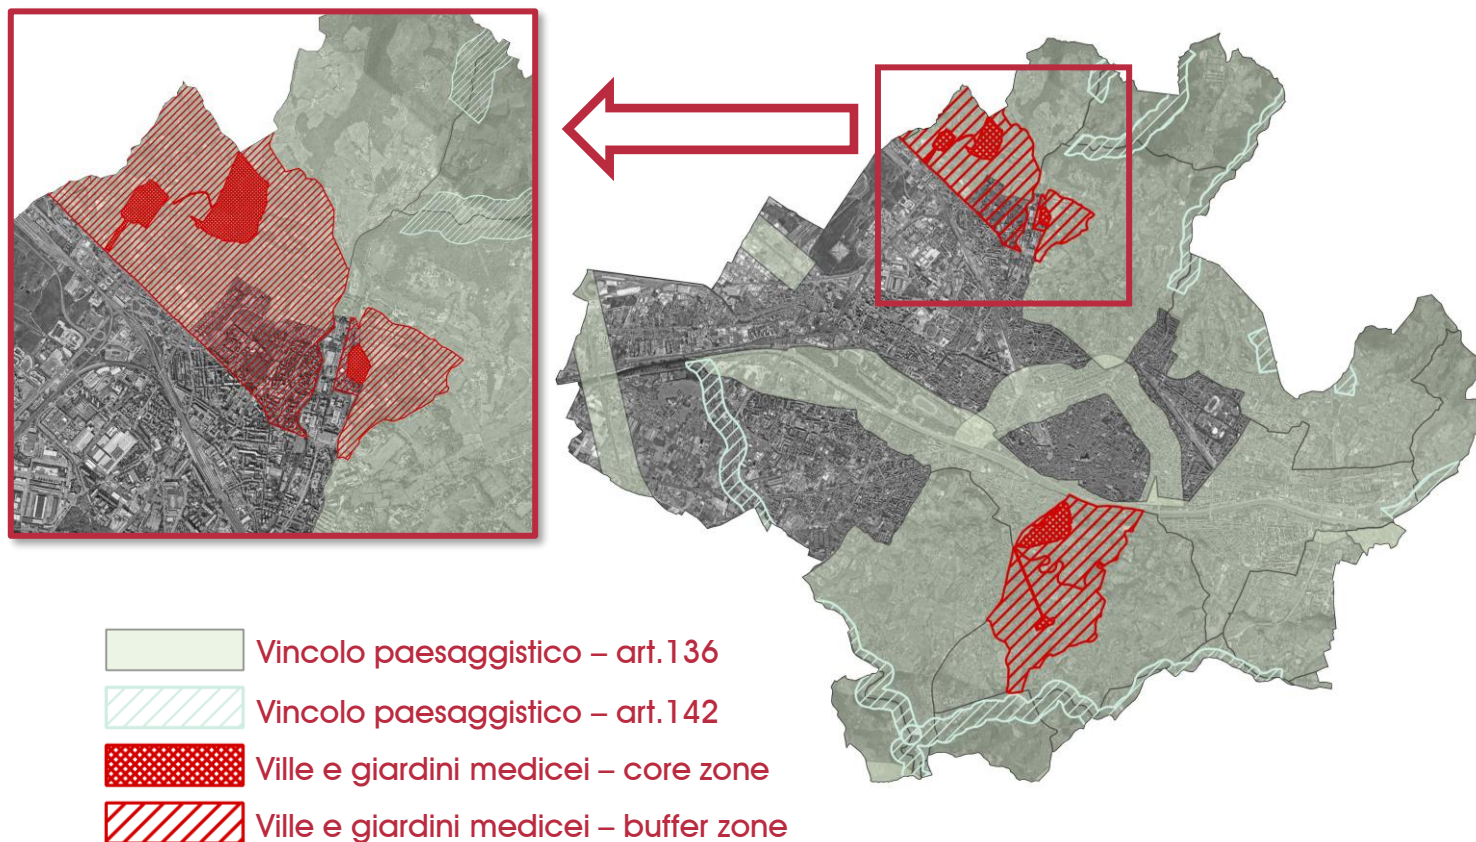 Vincolo paesaggistico – art.136
Vincolo paesaggistico – art.142
Ville e giardini medicei – core zone
Ville e giardini medicei – buffer zone